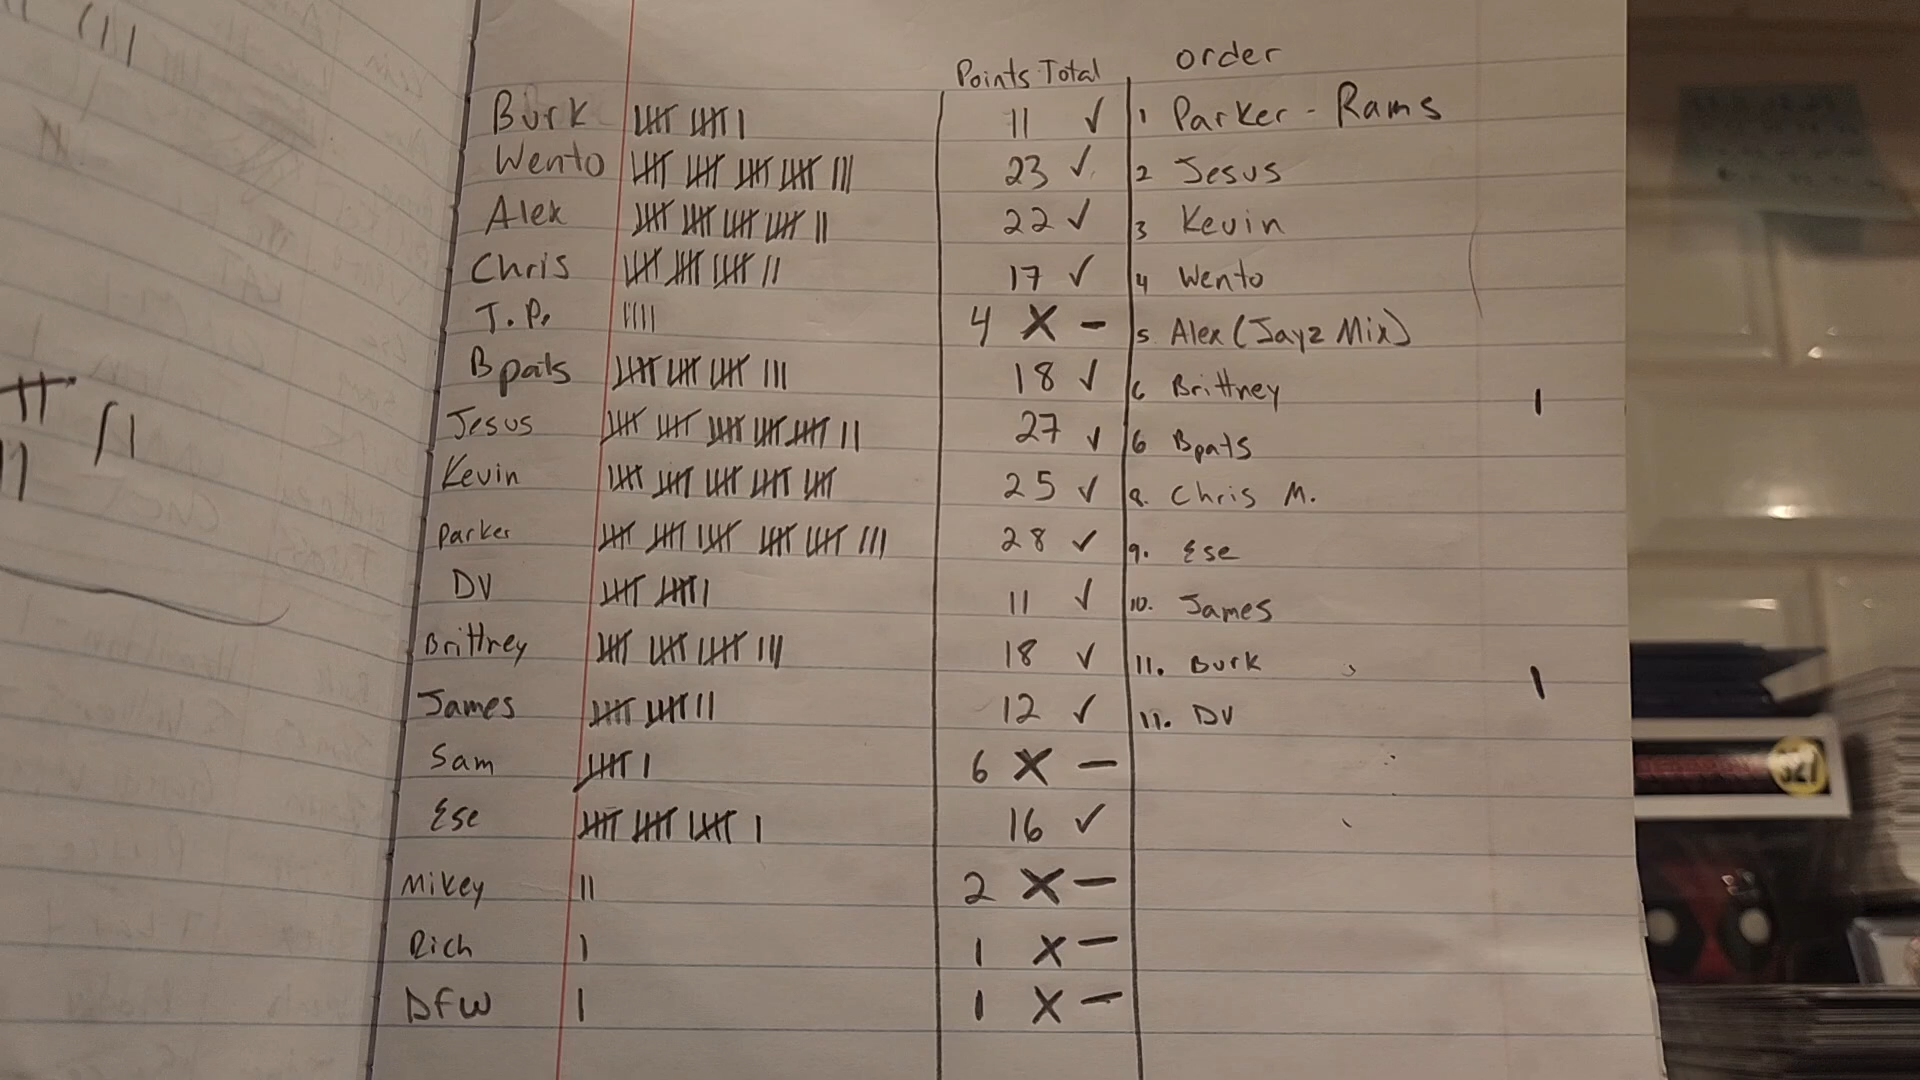 Points Total order
Burk 11 ✓ 1 Parker - Rams
Wento 23 ✓ 2 Jesus
Alex 22 ✓ 3 Kevin
Chris 17 ✓ 4 Wento
T.P. 4 X – 5 Alex (Jayz Mix)
Bpats 18 ✓ 6 Brittney
Jesus 27 ✓ 6 Bpats
Kevin 25 ✓ 8. Chris M.
Parker 28 ✓ 9. Ese
DV 11 ✓ 10. James
Brittney 18 ✓ 11. Burk
James 12 ✓ 11. DV
Sam 6 X –
Ese 16 ✓
Mikey 2 X –
Rich 1 X –
DFW 1 X –
327